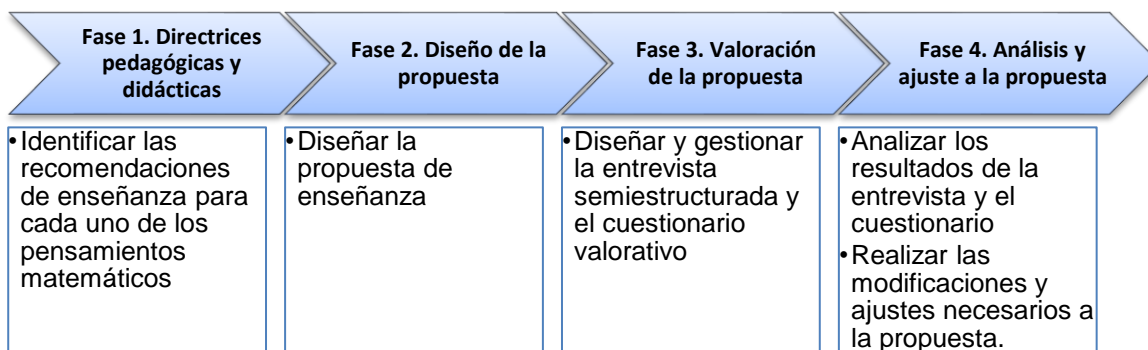 Fase 1. Directrices
pedagógicas y
didácticas
Fase 2. Diseño de la
propuesta
Fase 3. Valoración
de la propuesta
Fase 4. Análisis y
ajuste a la propuesta
•Identificar las
recomendaciones
de enseñanza para
cada uno de los
pensamientos
matemáticos
•Diseñar la
propuesta de
enseñanza
•Diseñar y gestionar
la entrevista
semiestructurada y
el cuestionario
valorativo
•Analizar los
resultados de la
entrevista y el
cuestionario
•Realizar las
modificaciones y
ajustes necesarios a
la propuesta.